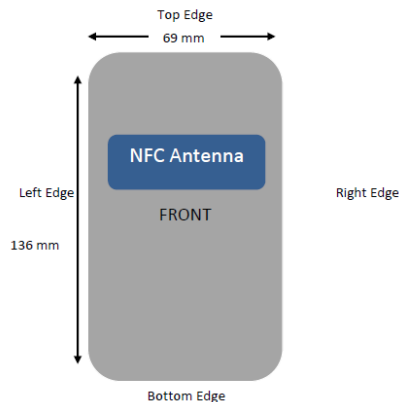 Top Edge
69 mm
NFC Antenna
Left Edge
Right Edge
FRONT
136 mm
Bottom Edge